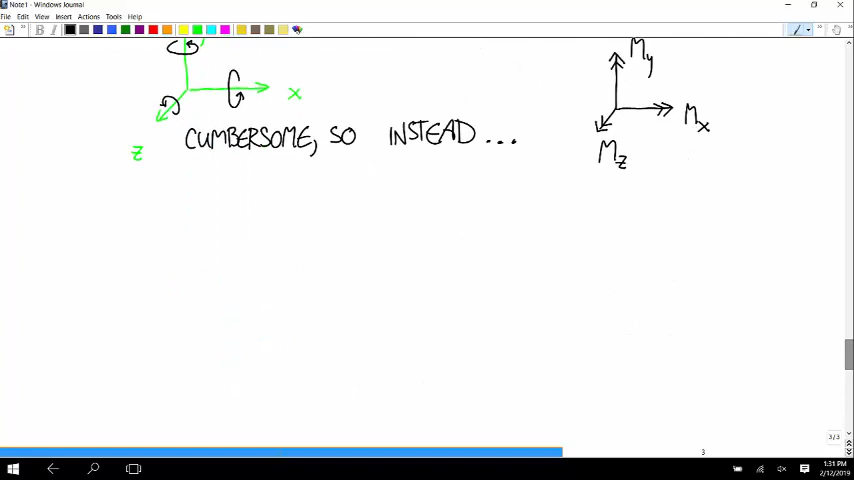 Note1 - Windows Journal
File Edit View Insert Actions Tools Help
B I
x
z
CUMBERSOME, SO INSTEAD...
My
Mx
Mz
3/3
3
1:31 PM
2/12/2019